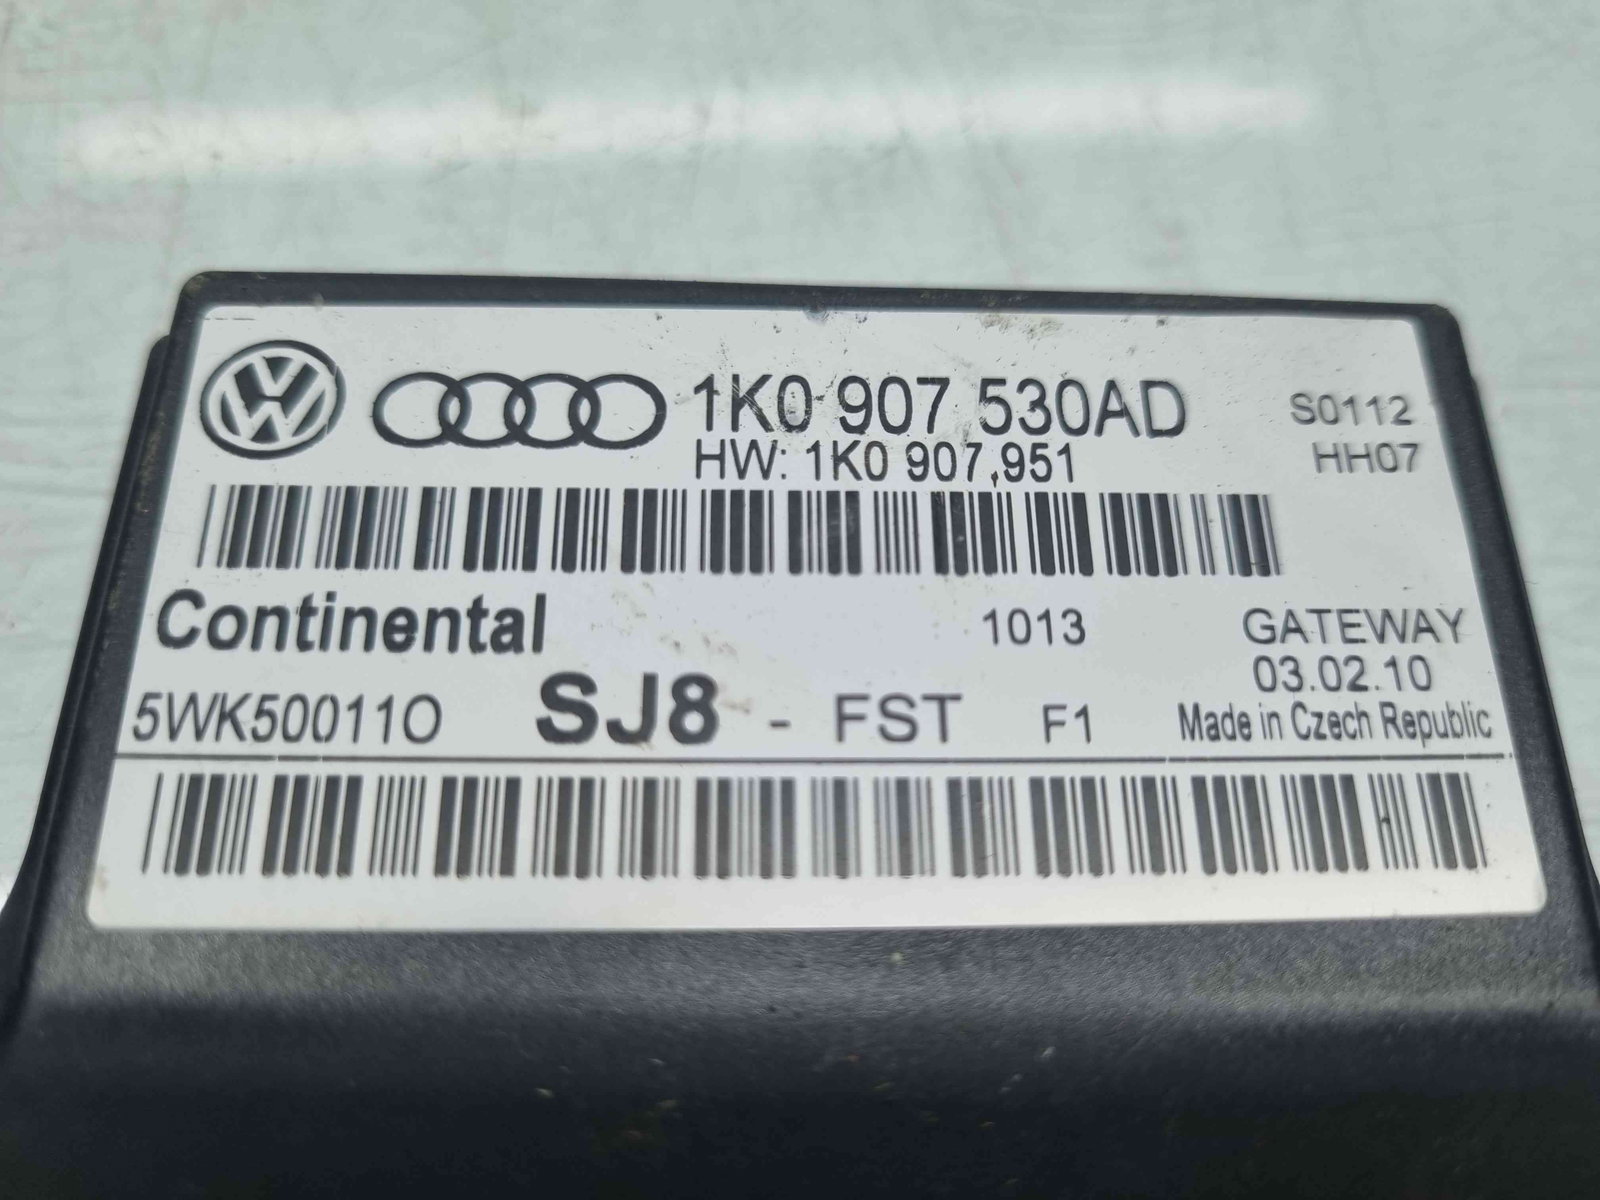 1K0 907 530AD
S0112
HW: 1K0 907 951
HH07
Continental
1013
GATEWAY
03.02.10
5WK50011O
SJ8 - FST F1
Made in Czech Republic